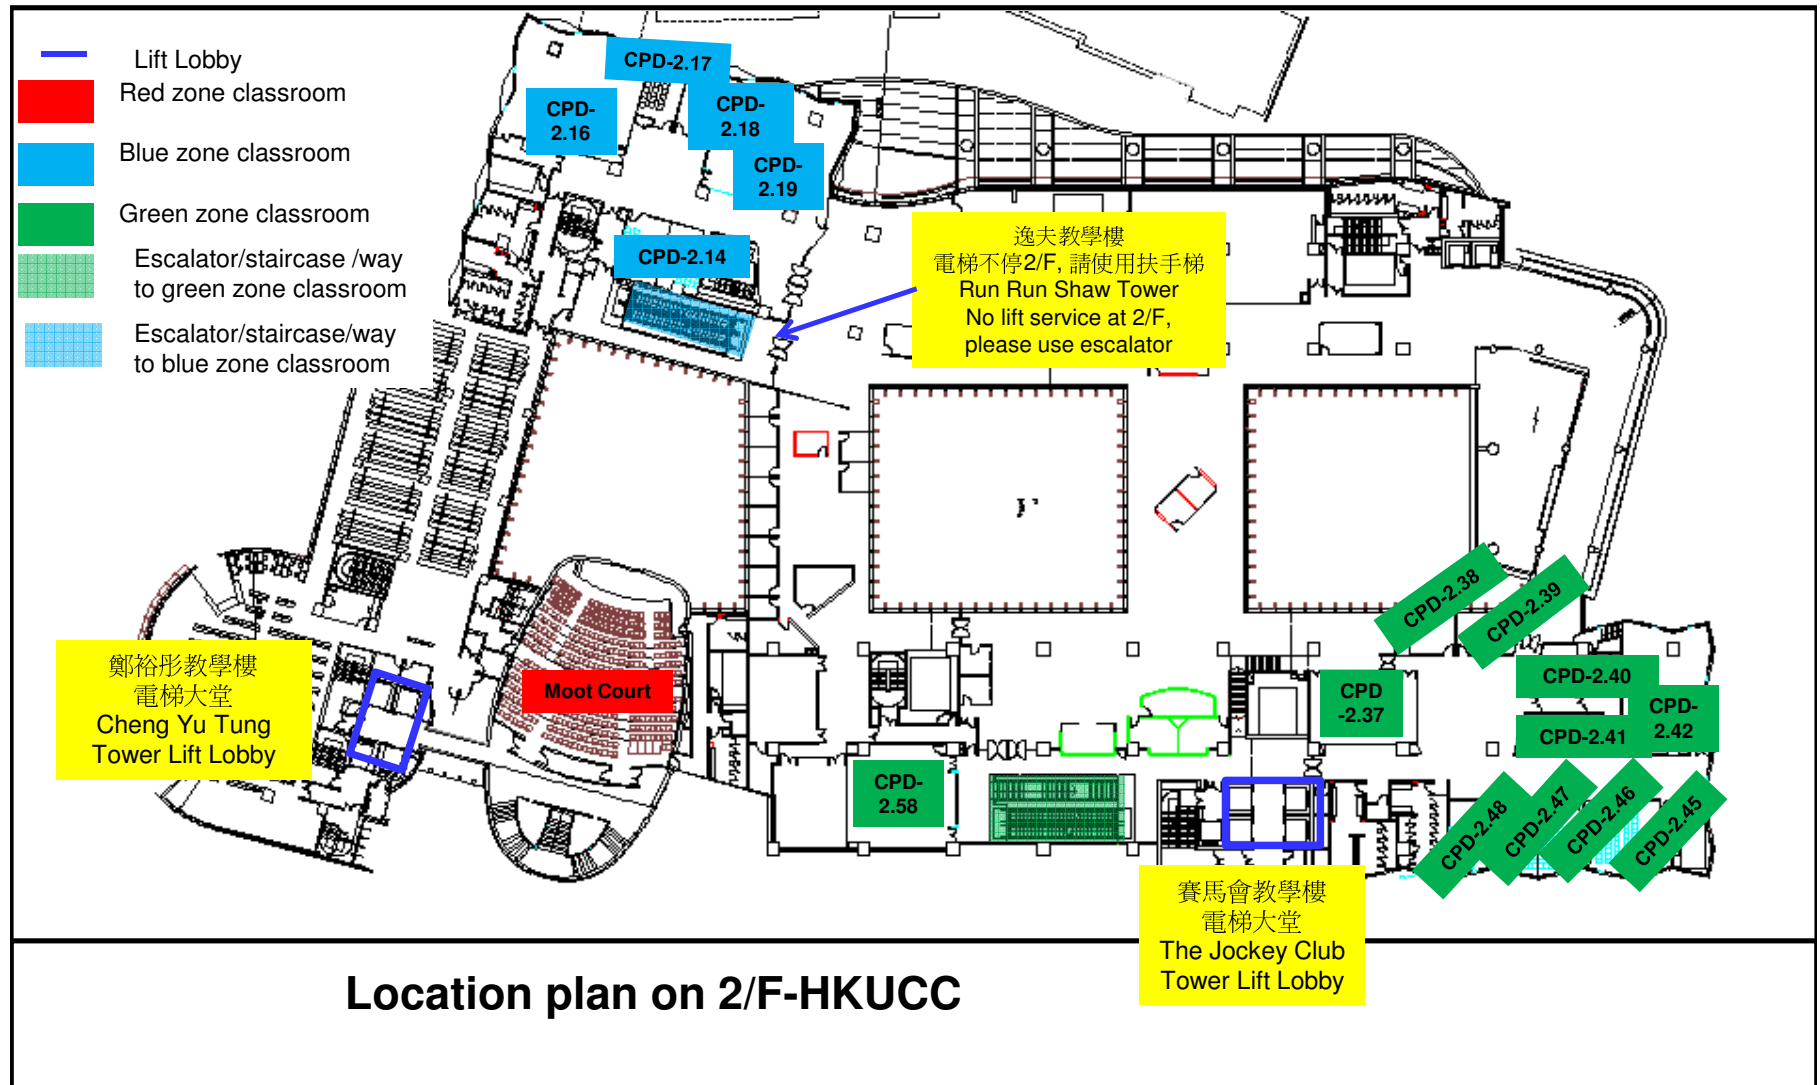 Lift Lobby
Red zone classroom
Blue zone classroom
Green zone classroom
Escalator/staircase /way
to green zone classroom
Escalator/staircase/way
to blue zone classroom
CPD-2.17
CPD-
2.16
CPD-
2.18
CPD-
2.19
CPD-2.14
逸夫教學樓
電梯不停2/F, 請使用扶手梯
Run Run Shaw Tower
No lift service at 2/F,
please use escalator
CPD-2.38
CPD-2.39
鄭裕彤教學樓
電梯大堂
Cheng Yu Tung
Tower Lift Lobby
Moot Court
CPD
-2.37
CPD-2.40
CPD-
2.42
CPD-2.41
CPD-
2.58
CPD-2.48
CPD-2.47
CPD-2.46
CPD-2.45
賽馬會教學樓
電梯大堂
The Jockey Club
Tower Lift Lobby
Location plan on 2/F-HKUCC